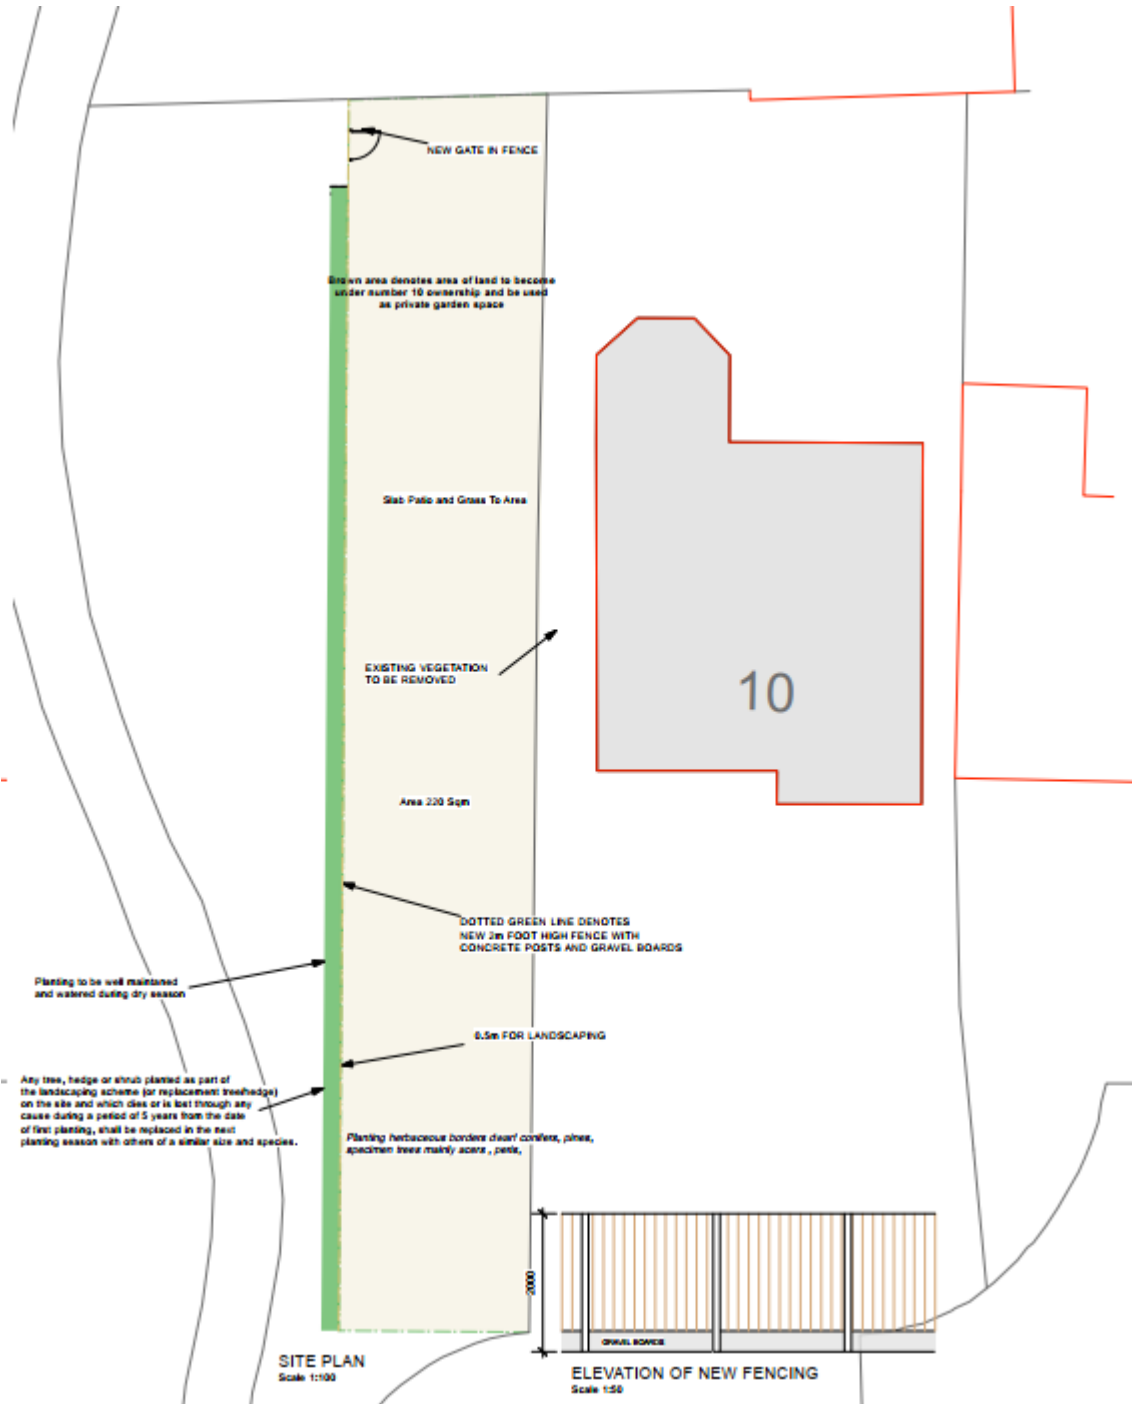 NEW GATE IN FENCE
Brown area denotes area of land to become
under number 10 ownership and be used
as private garden space
Slab Patio and Grass To Area
EXISTING VEGETATION
TO BE REMOVED
10
Area 220 Sqm
DOTTED GREEN LINE DENOTES
NEW 2m FOOT HIGH FENCE WITH
CONCRETE POSTS AND GRAVEL BOARDS
Planting to be well maintaned
and watered during dry season
0.5m FOR LANDSCAPING
Any tree, hedge or shrub planted as part of
the landscaping scheme (or replacement tree/hedge)
on the site and which dies or is lost through any
cause during a period of 5 years from the date
of first planting, shall be replaced in the next
planting season with others of a similar size and species.
Planting herbaceous borders dwarf conifers, pines,
specimen trees mainly acers ,
2000
GRAVEL BOARDS
SITE PLAN
Scale 1:100
ELEVATION OF NEW FENCING
Scale 1:50